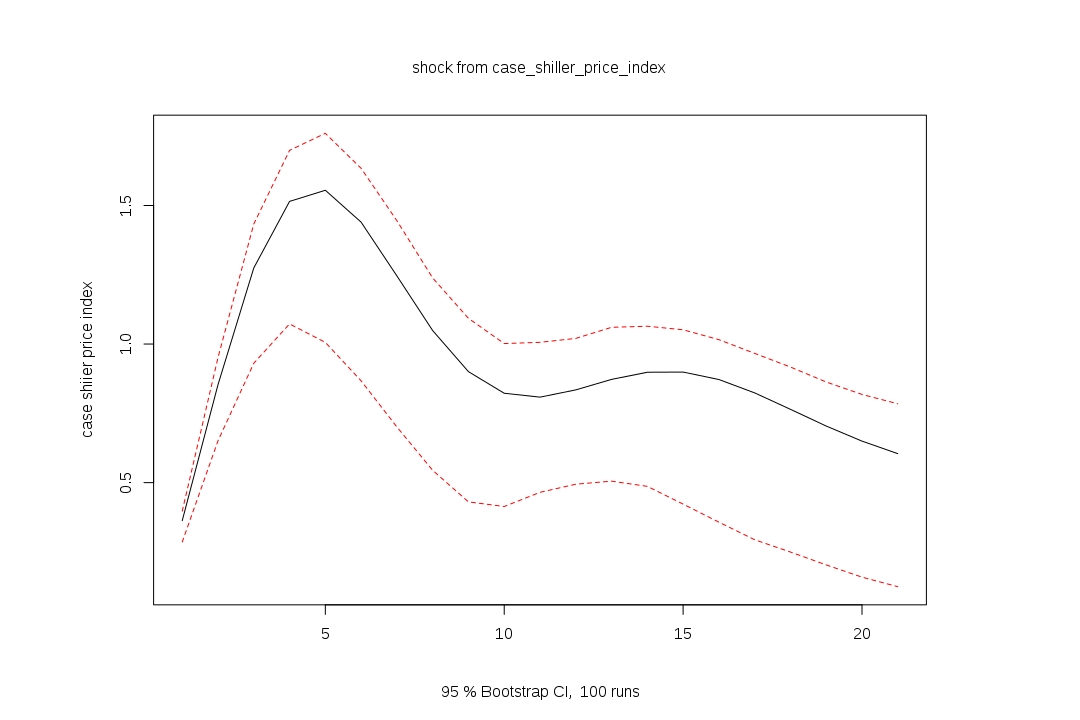 shock from case_shiller_price_index
case shiier price index
1.5
1.0
0.5
5 10 15 20
95 % Bootstrap CI, 100 runs